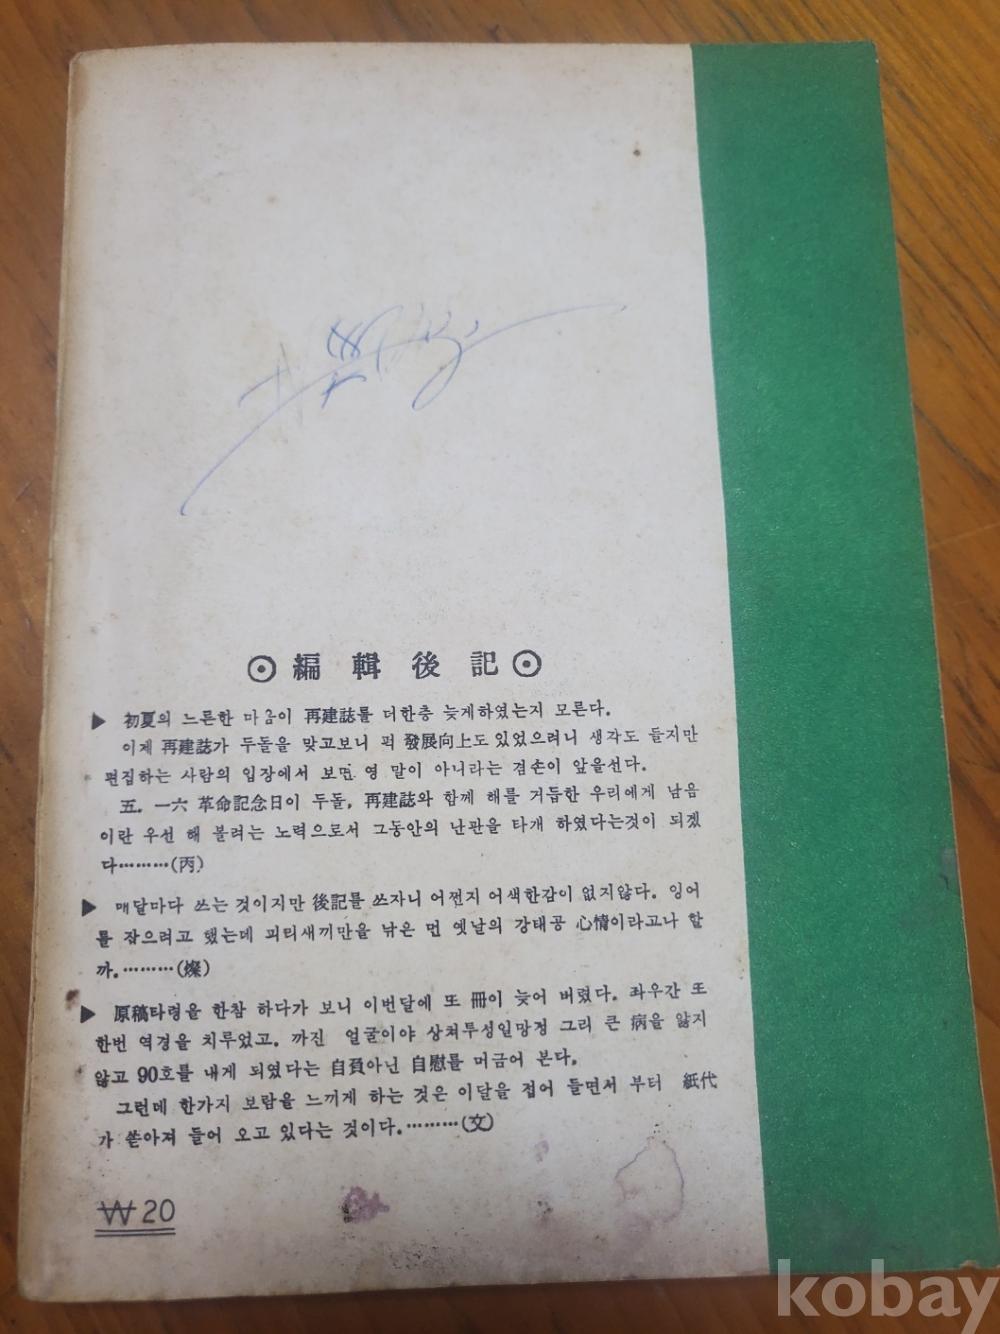 ⊙ 編輯後記 ⊙
▶ 初夏의 느른한 마음이 再建誌를 더한층 늦게하였는지 모른다.
이제 再建誌가 두돌을 맞고보니 퍽 發展向上도 있었으려니 생각도 들지만
편집하는 사람의 입장에서 보면 영 말이 아니라는 겸손이 앞을선다.
五. 一六 革命記念日이 두돌, 再建誌와 함께 해를 거듭한 우리에게 남음
이란 우선 해 볼려는 노력으로서 그동안의 난관을 타개 하였다는것이 되겠
다………(丙)
▶ 매달마다 쓰는 것이지만 後記를 쓰자니 어쩐지 어색한감이 없지않다. 잉어
를 잡으려고 했는데 피티새끼만을 낚은 먼 옛날의 강태공 心情이라고나 할
까.………(燦)
▶ 原稿타령을 한참 하다가 보니 이번달에 또 冊이 늦어 버렸다. 좌우간 또
한번 역경을 치루었고. 까진 얼굴이야 상쳐투성일망정 그리 큰 病을 앓지
않고 90호를 내게 되였다는 自負아닌 自慰를 머금어 본다.
그런데 한가지 보람을 느끼게 하는 것은 이달을 접어 들면서 부터 紙代
가 쏟아져 들어 오고 있다는 것이다.………(文)
₩20
kobay